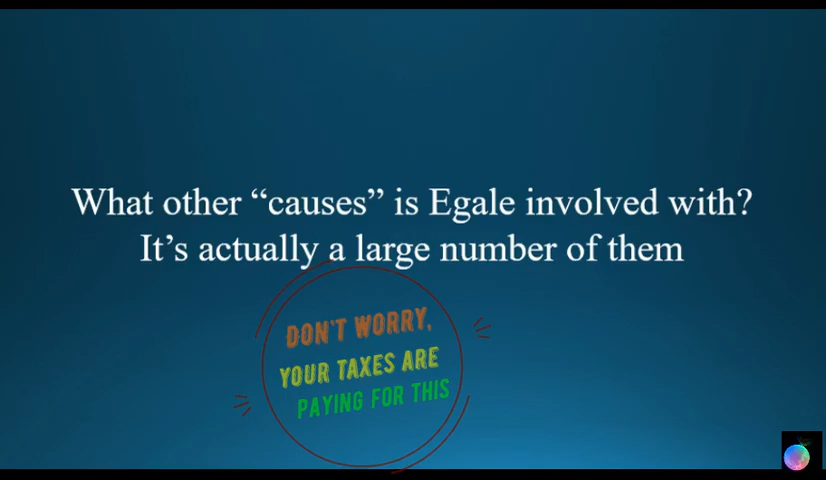 What other “causes” is Egale involved with?
It’s actually a large number of them
DON'T WORRY,
YOUR TAXES ARE
PAYING FOR THIS